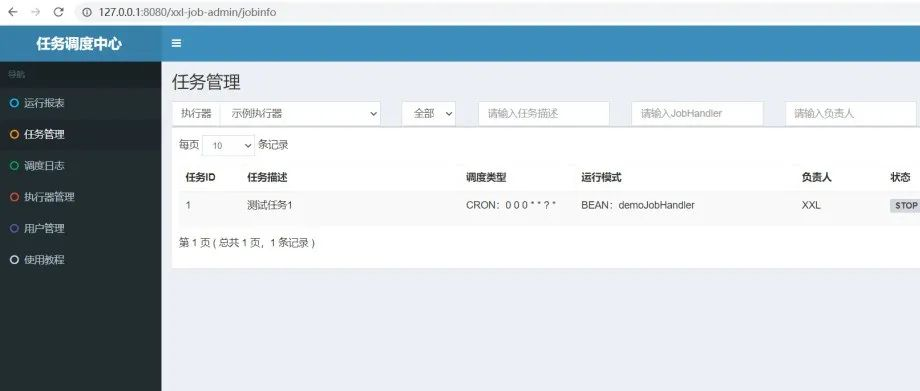 127.0.0.1:8080/xxl-job-admin/jobinfo
任务调度中心
导航
运行报表
任务管理
调度日志
执行器管理
用户管理
使用教程
任务管理
执行器 示例执行器 全部 请输入任务描述 请输入JobHandler 请输入负责人
每页 10 条记录
任务ID 任务描述 调度类型 运行模式 负责人 状态
1 测试任务1 CRON：0 0 0 * * ? * BEAN：demoJobHandler XXL STOP
第 1 页 ( 总共 1 页，1 条记录 )